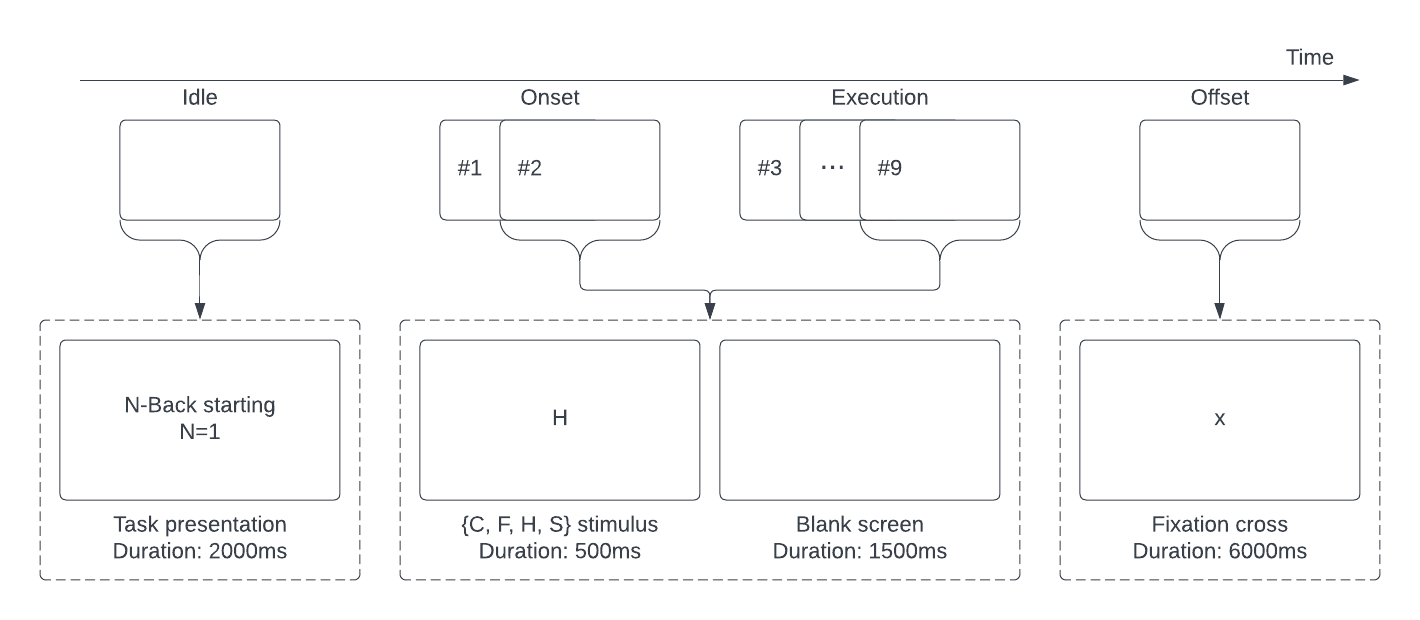 Time
Idle
Onset
Execution
Offset
#1
#2
#3
...
#9
N-Back starting
N=1
H
x
Task presentation
Duration: 2000ms
{C, F, H, S} stimulus
Duration: 500ms
Blank screen
Duration: 1500ms
Fixation cross
Duration: 6000ms